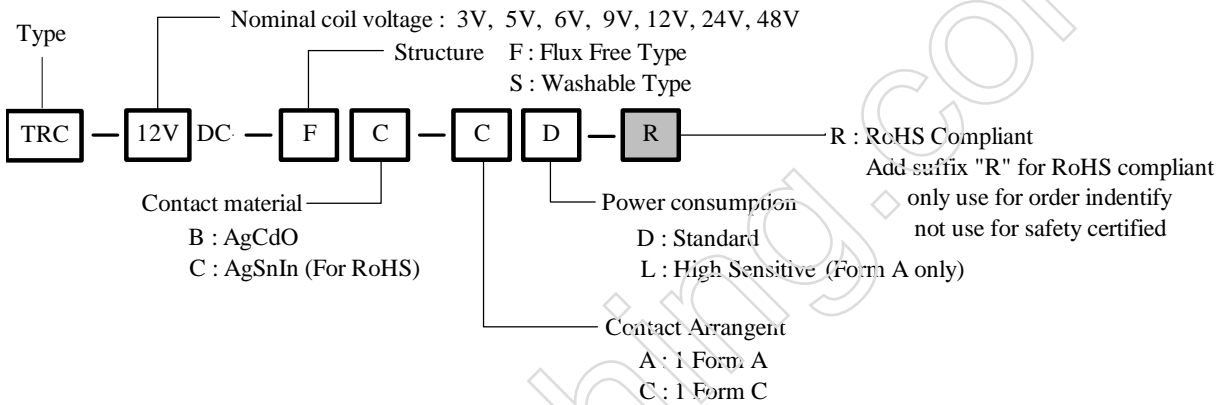 Nominal coil voltage : 3V, 5V, 6V, 9V, 12V, 24V, 48V
Type
Structure F : Flux Free Type
S : Washable Type
TRC — 12V DC — F C — C D — R
R : RoHS Compliant
Add suffix "R" for RoHS compliant
only use for order indentify
not use for safety certified
Contact material
B : AgCdO
C : AgSnIn (For RoHS)
Power consumption
D : Standard
L : High Sensitive (Form A only)
Contact Arrangent
A : 1 Form A
C : 1 Form C
hing.co